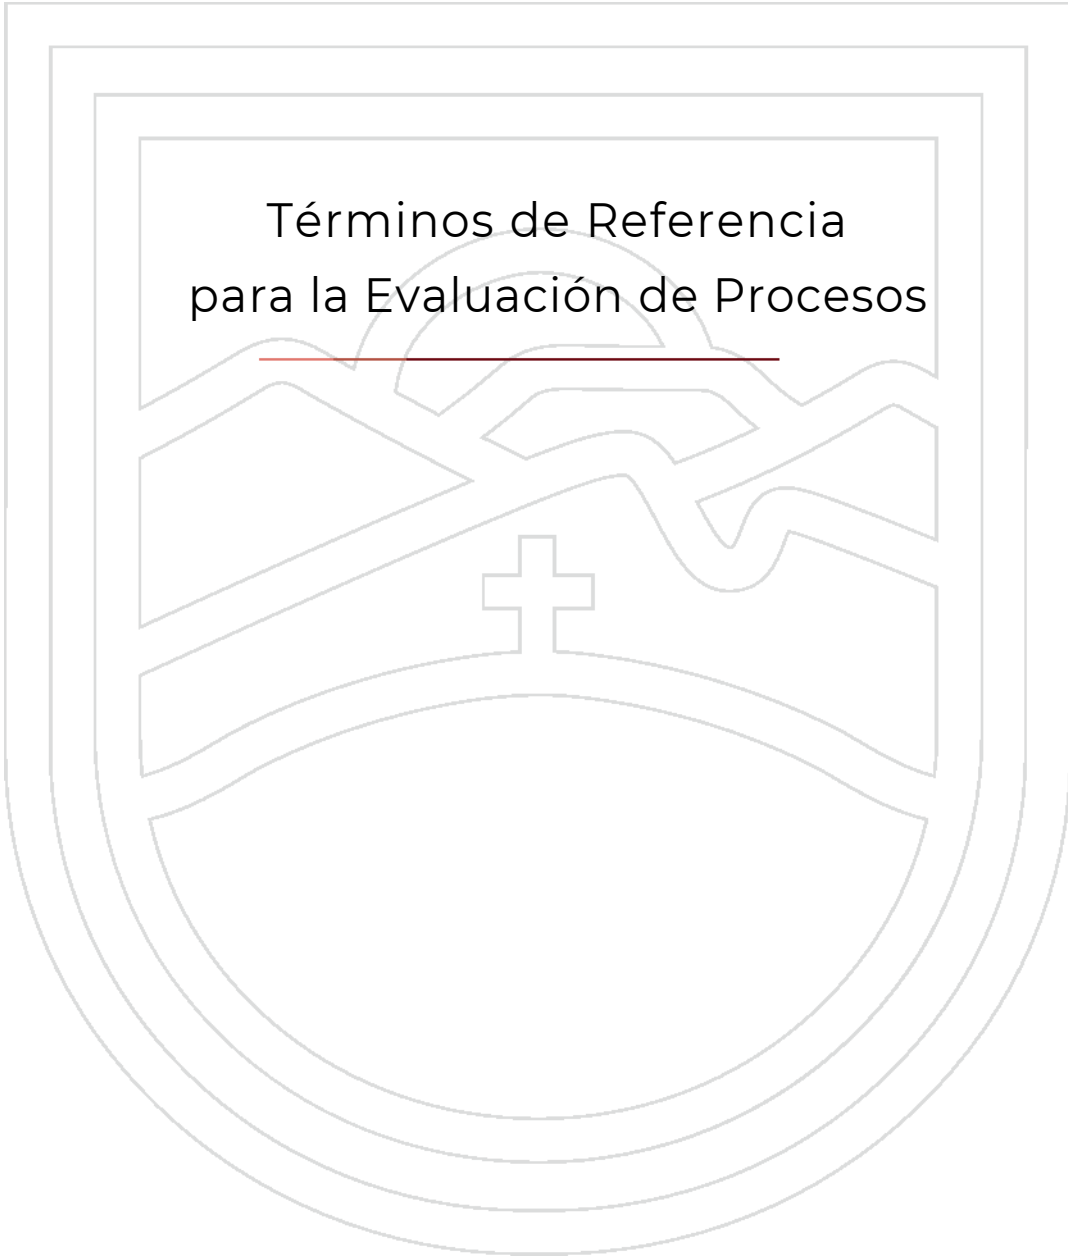 Términos de Referencia
para la Evaluación de Procesos